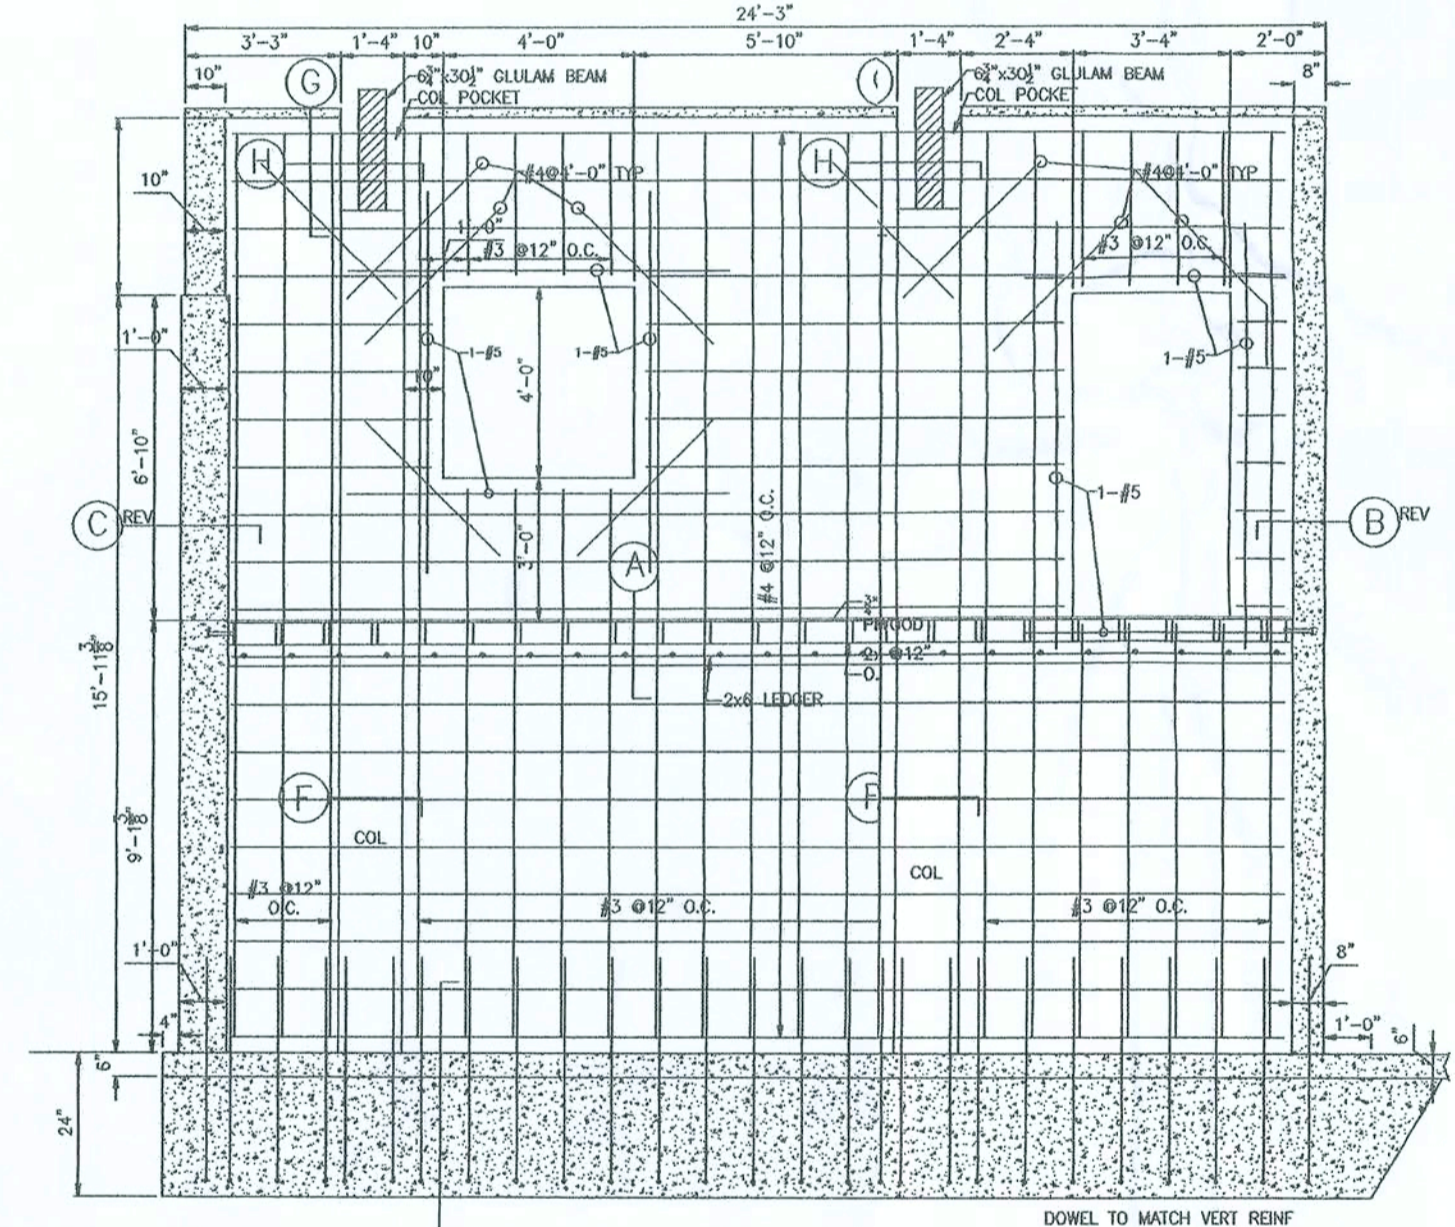 24'-3"
3'-3" 1'-4" 10" 4'-0" 5'-10" 1'-4" 2'-4" 3'-4" 2'-0"
10"
G
6¾"x30½" GLULAM BEAM
COL POCKET
6¾"x30½" GLULAM BEAM
COL POCKET
8"
H
#4@4'-0" TYP
H
#4@4'-0" TYP
10"
1'-0"
#3 @12" O.C.
#3 @12" O.C.
1'-0"
1-#5
1-#5
1-#5
10"
4'-0"
6'-10"
#4 @12" O.C.
1-#5
C REV
B REV
3'-0"
A
PLYWOOD
@12"
2x6 LEDGER
15'-11⅜"
9'-1⅜"
F
F
COL
COL
#3 @12"
O.C.
#3 @12" O.C.
#3 @12" O.C.
1'-0"
8"
4"
1'-0"
6"
6"
24"
DOWEL TO MATCH VERT REINF